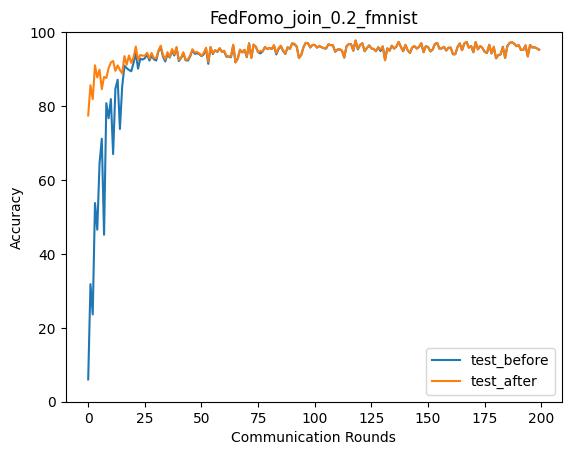 FedFomo_join_0.2_fmnist
100
80
60
40
20
0
Accuracy
0 25 50 75 100 125 150 175 200
Communication Rounds
test_before
test_after